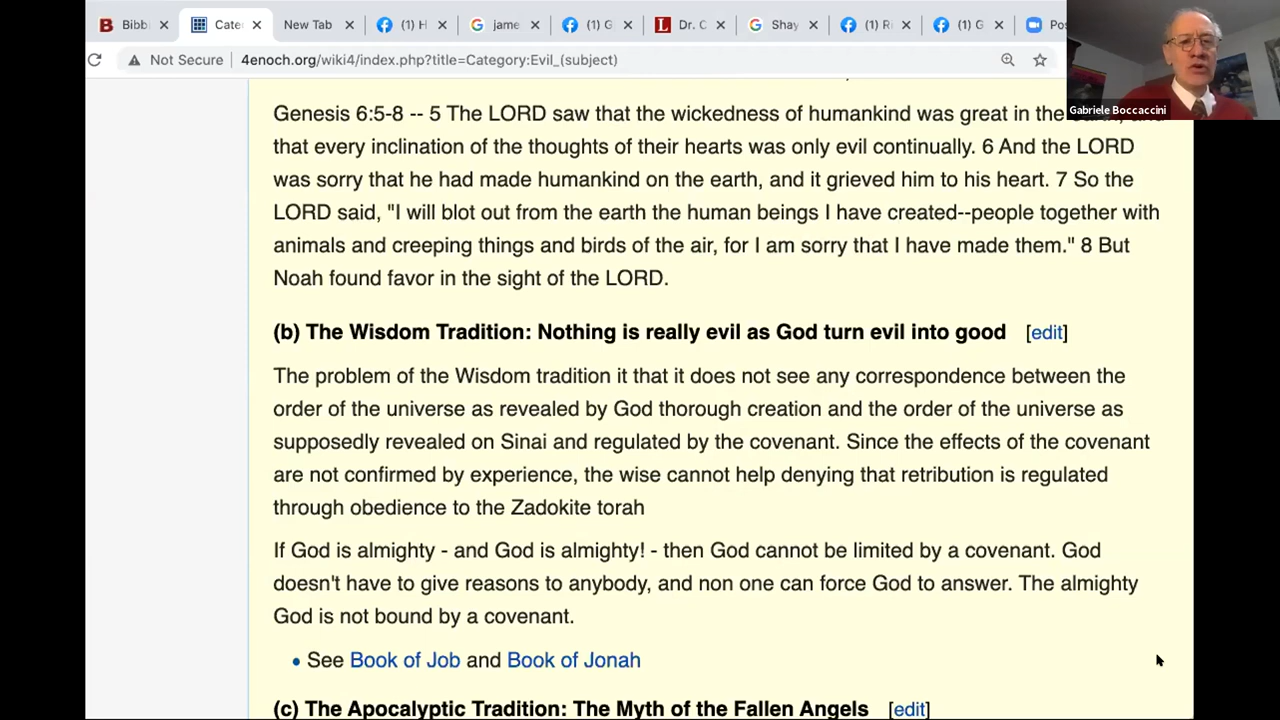 Bibbi
Cate
New Tab
(1) H
jame
(1) G
Dr. C
Shay
(1) Ri
(1) G
Pos
Not Secure
4enoch.org/wiki4/index.php?title=Category:Evil_(subject)
Gabriele Boccaccini
Genesis 6:5-8 -- 5 The LORD saw that the wickedness of humankind was great in the
that every inclination of the thoughts of their hearts was only evil continually. 6 And the LORD
was sorry that he had made humankind on the earth, and it grieved him to his heart. 7 So the
LORD said, "I will blot out from the earth the human beings I have created--people together with
animals and creeping things and birds of the air, for I am sorry that I have made them." 8 But
Noah found favor in the sight of the LORD.
(b) The Wisdom Tradition: Nothing is really evil as God turn evil into good [edit]
The problem of the Wisdom tradition it that it does not see any correspondence between the
order of the universe as revealed by God thorough creation and the order of the universe as
supposedly revealed on Sinai and regulated by the covenant. Since the effects of the covenant
are not confirmed by experience, the wise cannot help denying that retribution is regulated
through obedience to the Zadokite torah
If God is almighty - and God is almighty! - then God cannot be limited by a covenant. God
doesn't have to give reasons to anybody, and non one can force God to answer. The almighty
God is not bound by a covenant.
See Book of Job and Book of Jonah
(c) The Apocalyptic Tradition: The Myth of the Fallen Angels [edit]